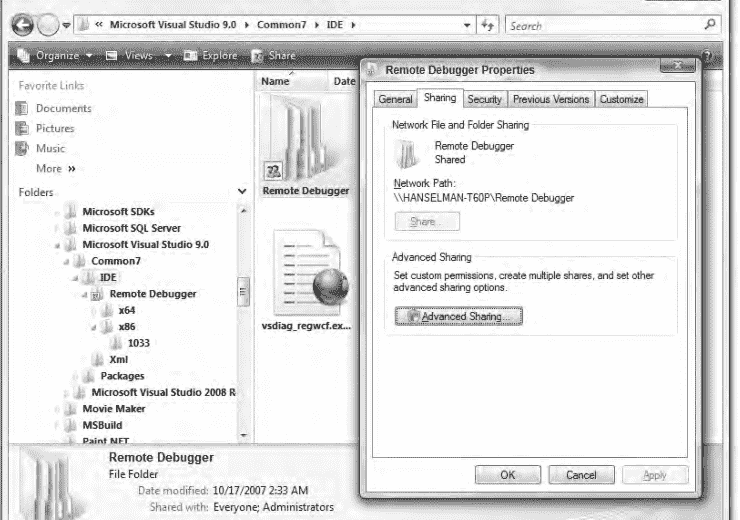 « Microsoft Visual Studio 9.0 Common7 IDE
Search
Organize Views Explore Share
Favorite Links
Documents
Pictures
Music
More »
Folders
Microsoft SDKs
Microsoft SQL Server
Microsoft Visual Studio 9.0
Common7
IDE
Remote Debugger
x64
x86
1033
Xml
Packages
Microsoft Visual Studio 2008 R
Movie Maker
MSBuild
Paint.NET
Name Date
Remote Debugger
vsdiag_regwcf.ex...
Remote Debugger Properties
General Sharing Security Previous Versions Customize
Network File and Folder Sharing
Remote Debugger
Shared
Network Path:
\\HANSELMAN-T60P\Remote Debugger
Share...
Advanced Sharing
Set custom permissions, create multiple shares, and set other
advanced sharing options.
Advanced Sharing...
OK Cancel Apply
Remote Debugger
File Folder
Date modified: 10/17/2007 2:33 AM
Shared with: Everyone; Administrators